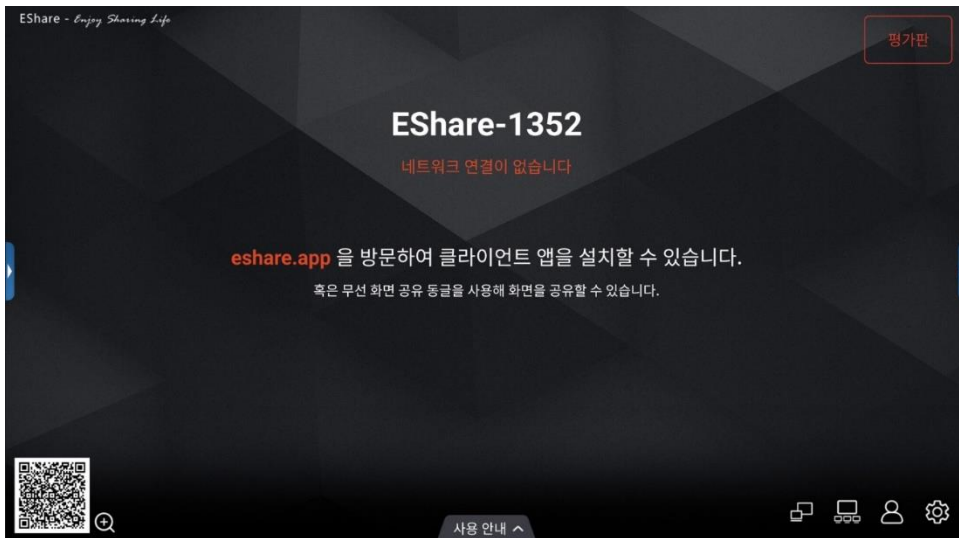 EShare - Enjoy Sharing Life
평가판
EShare-1352
네트워크 연결이 없습니다
eshare.app 을 방문하여 클라이언트 앱을 설치할 수 있습니다.
혹은 무선 화면 공유 동글을 사용해 화면을 공유할 수 있습니다.
사용 안내